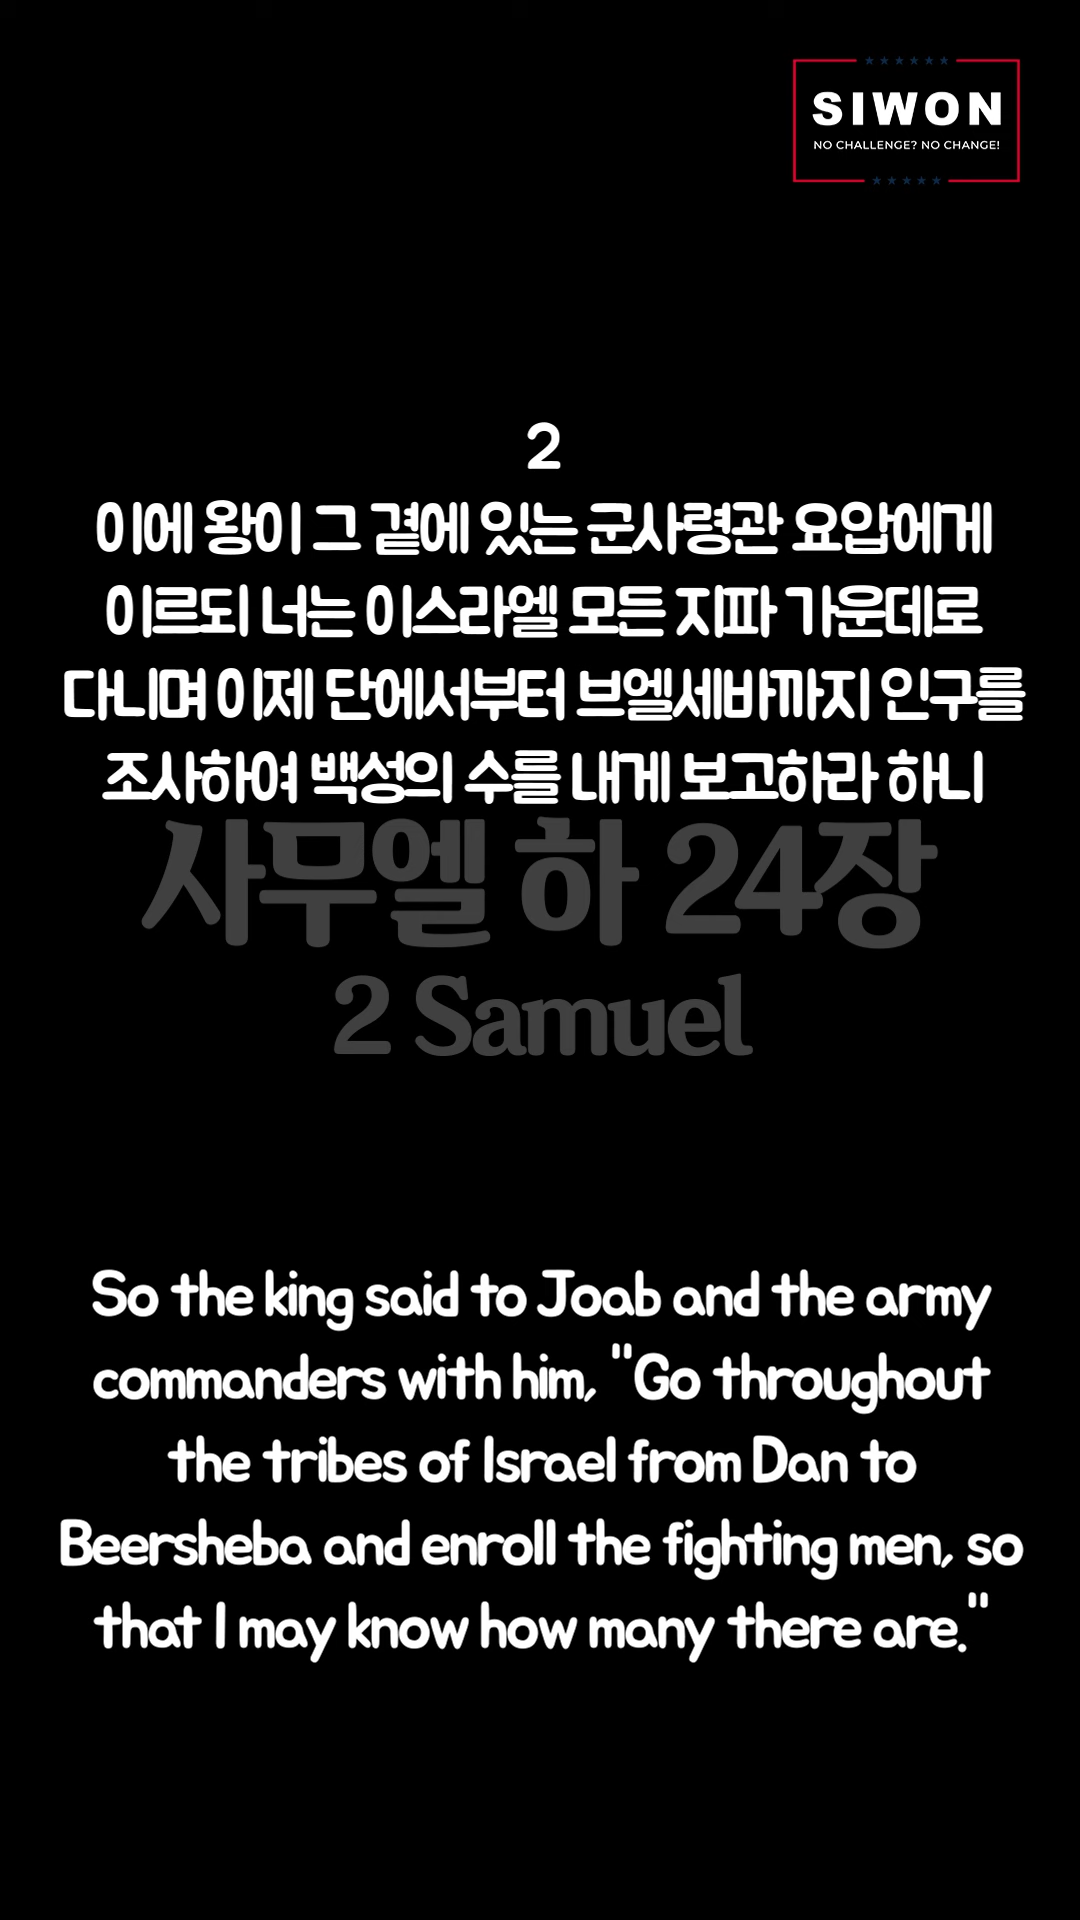 SIWON
NO CHALLENGE? NO CHANGE!
2
이에 왕이 그 곁에 있는 군사령관 요압에게
이르되 너는 이스라엘 모든 지파 가운데로
다니며 이제 단에서부터 브엘세바까지 인구를
조사하여 백성의 수를 내게 보고하라 하니
사무엘 하 24장
2 Samuel
So the king said to Joab and the army
commanders with him, "Go throughout
the tribes of Israel from Dan to
Beersheba and enroll the fighting men, so
that I may know how many there are."